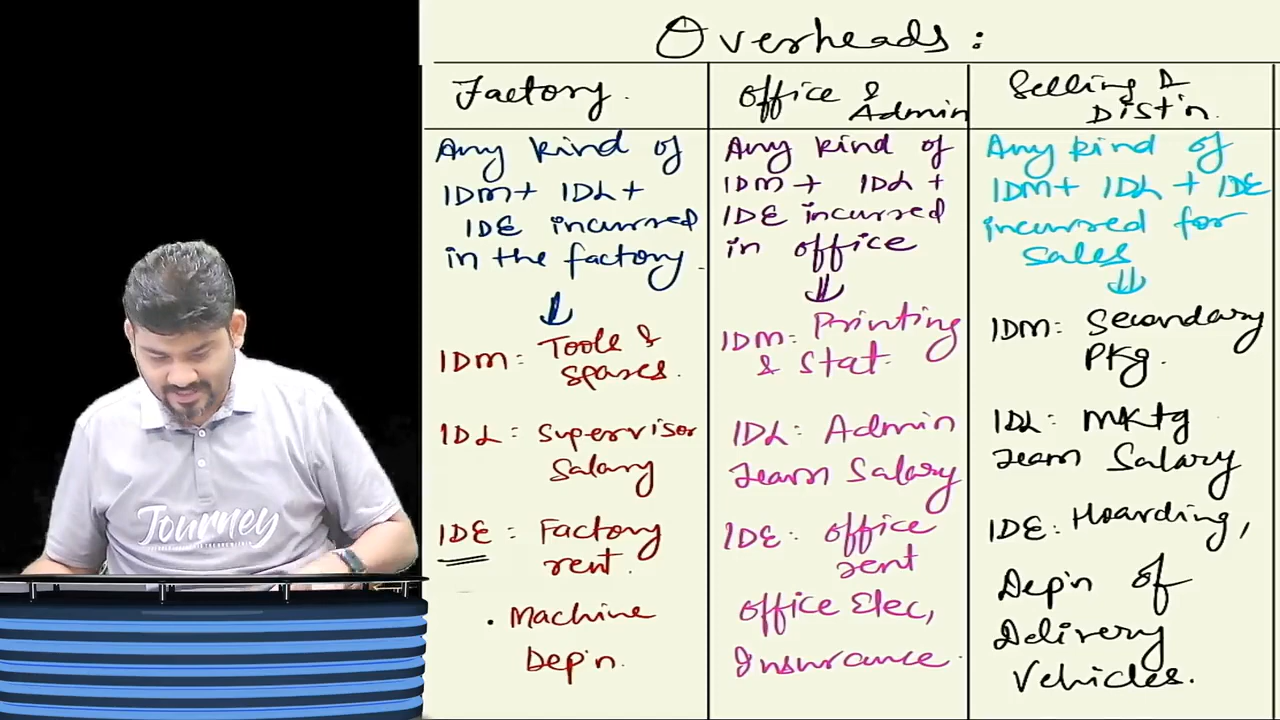 Overheads:
Factory.
Any kind of
IDM + IDL +
IDE incurred
in the factory
IDM: Tools &
spares.
IDL: Supervisor
Salary
IDE: Factory
rent.
. Machine
Dep'n.
Office &
Admin
Any kind of
IDM + IDL +
IDE incurred
in office
IDM: Printing
& Stat.
IDL: Admin
Team Salary
IDE: office
rent
Office Elec,
Insurance.
Selling &
Dist'n.
Any kind of
IDM + IDL + IDE
incurred for
Sales
IDM: Secondary
Pkg.
IDL: Mktg
Team Salary
IDE: Hoarding,
Dep'n of
Delivery
Vehicles.
Journey